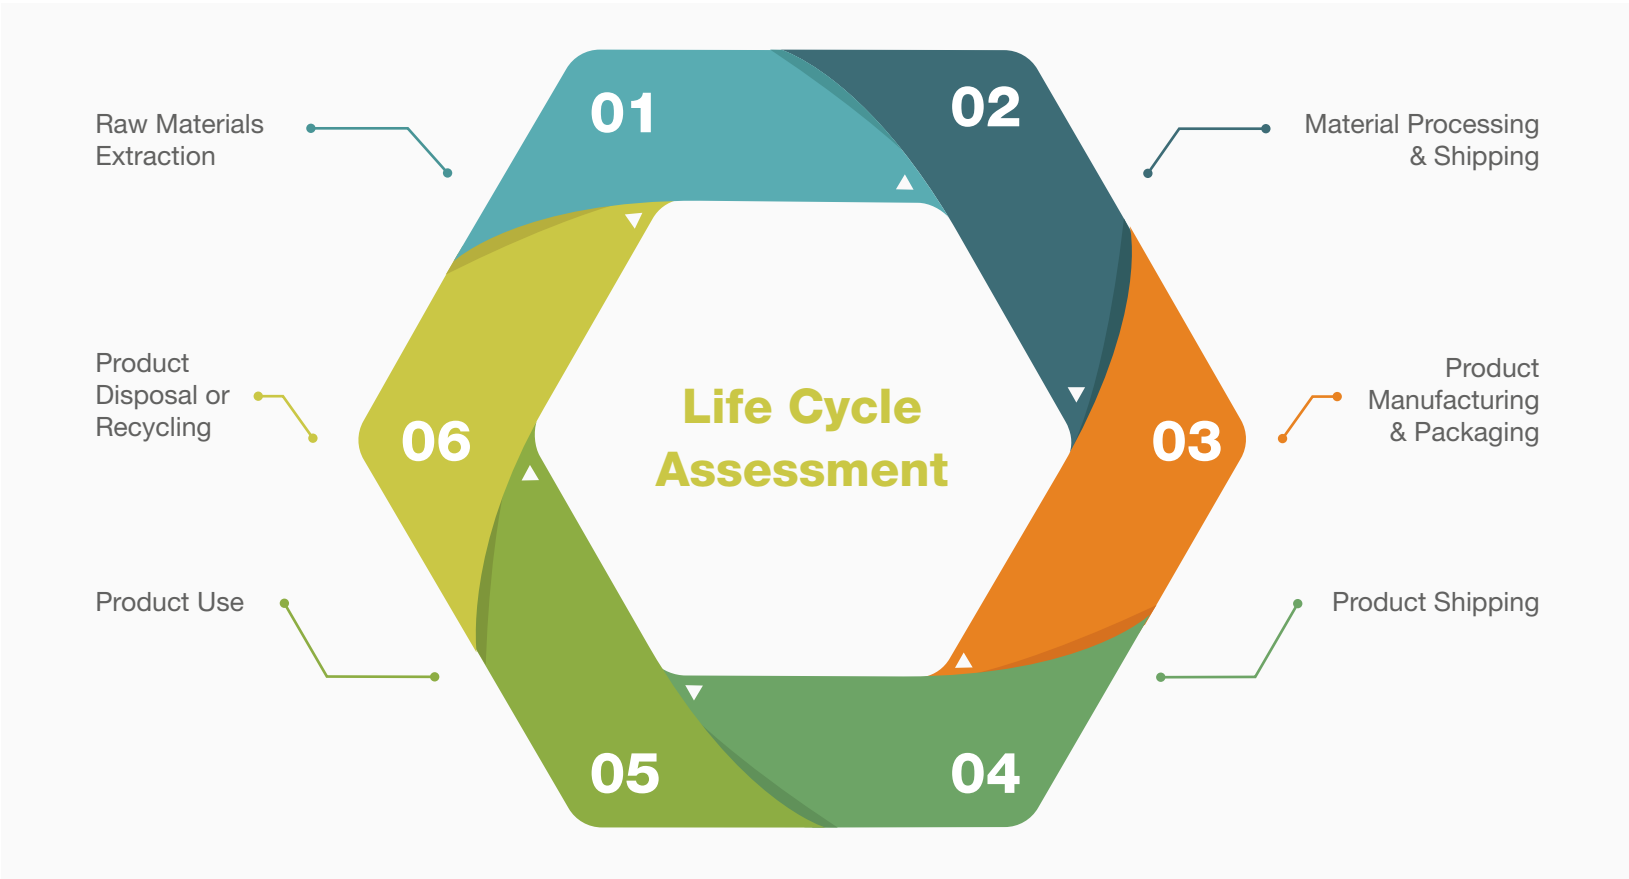 01
Raw Materials
Extraction
02
Material Processing
& Shipping
03
Product
Manufacturing
& Packaging
04
Product Shipping
05
Product Use
06
Product
Disposal or
Recycling
Life Cycle
Assessment